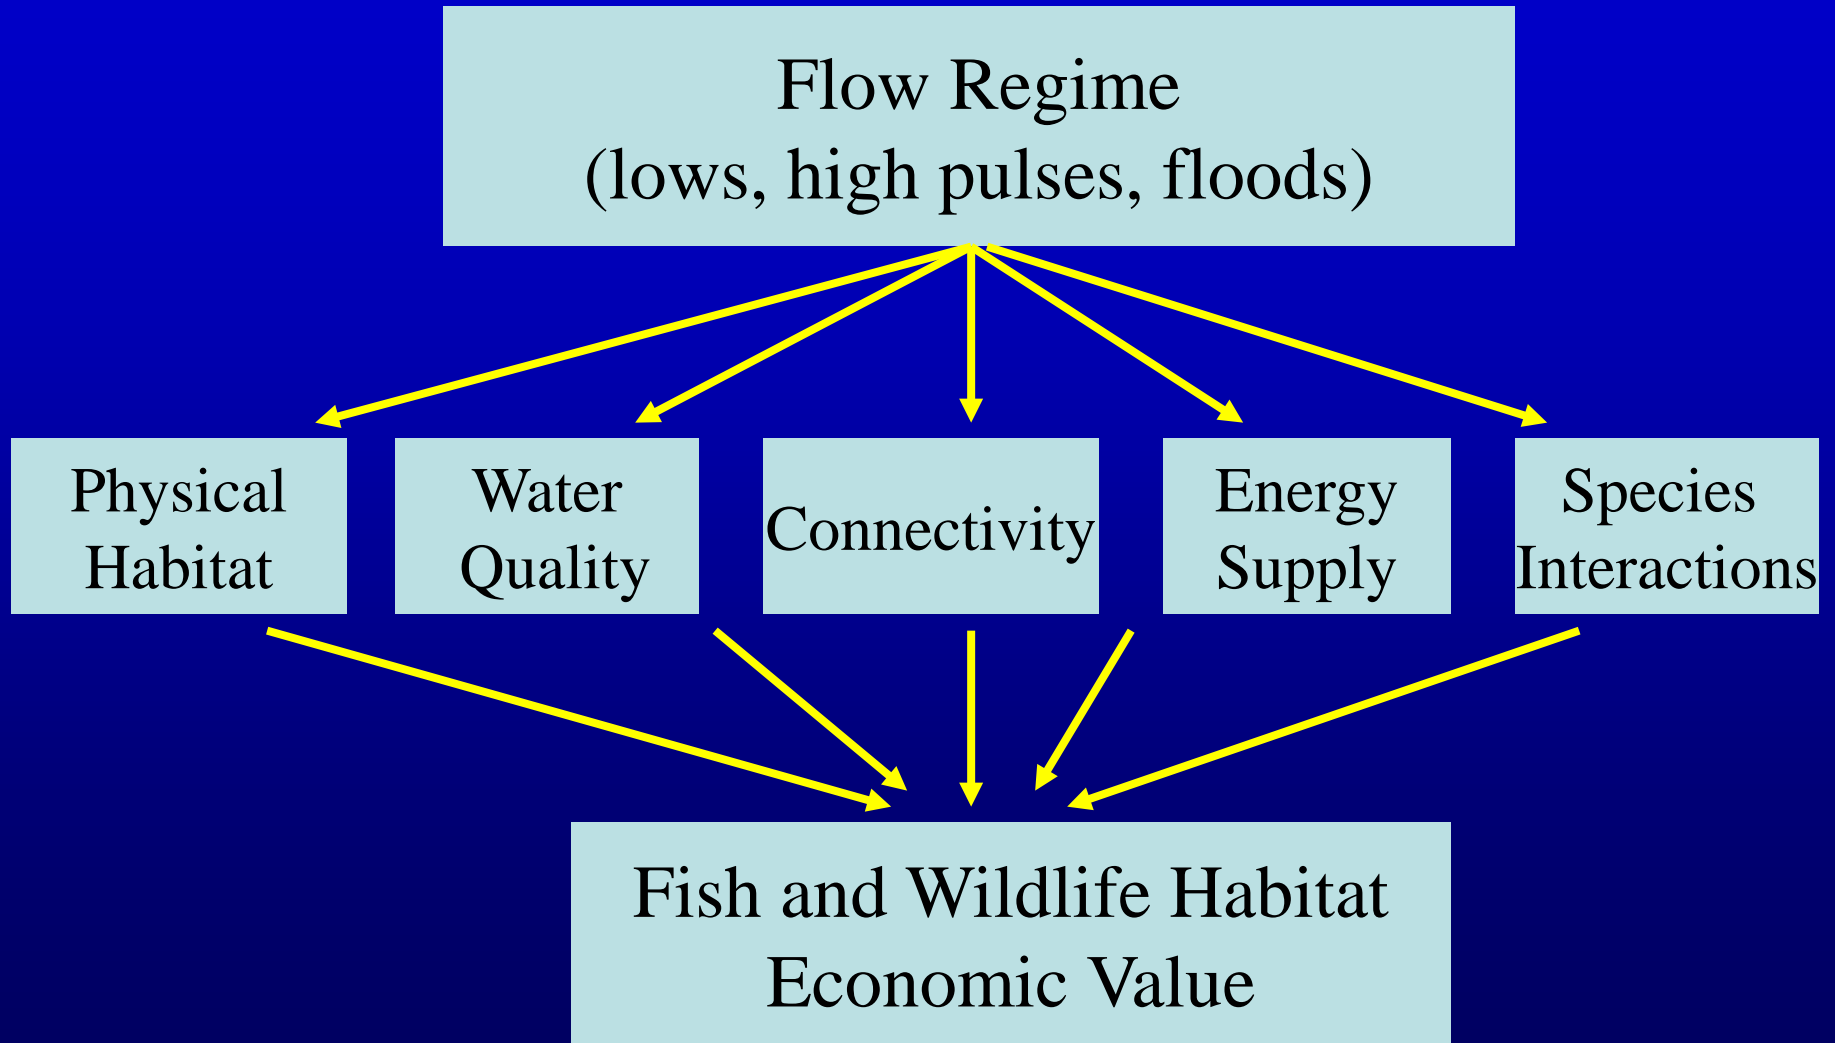 Flow Regime
(lows, high pulses, floods)
Physical
Habitat
Water
Quality
Connectivity
Energy
Supply
Species
Interactions
Fish and Wildlife Habitat
Economic Value